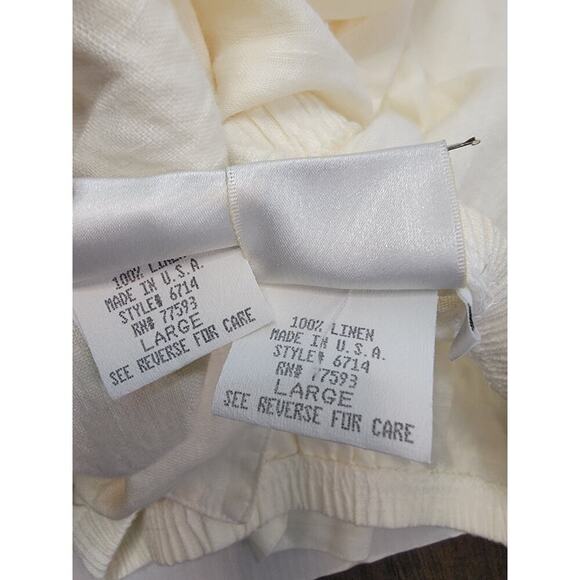 100% LINEN
MADE IN U.S.A.
STYLE# 6714
RN# 77593
LARGE
SEE REVERSE FOR CARE
100% LINEN
MADE IN U.S.A.
STYLE# 6714
RN# 77593
LARGE
SEE REVERSE FOR CARE